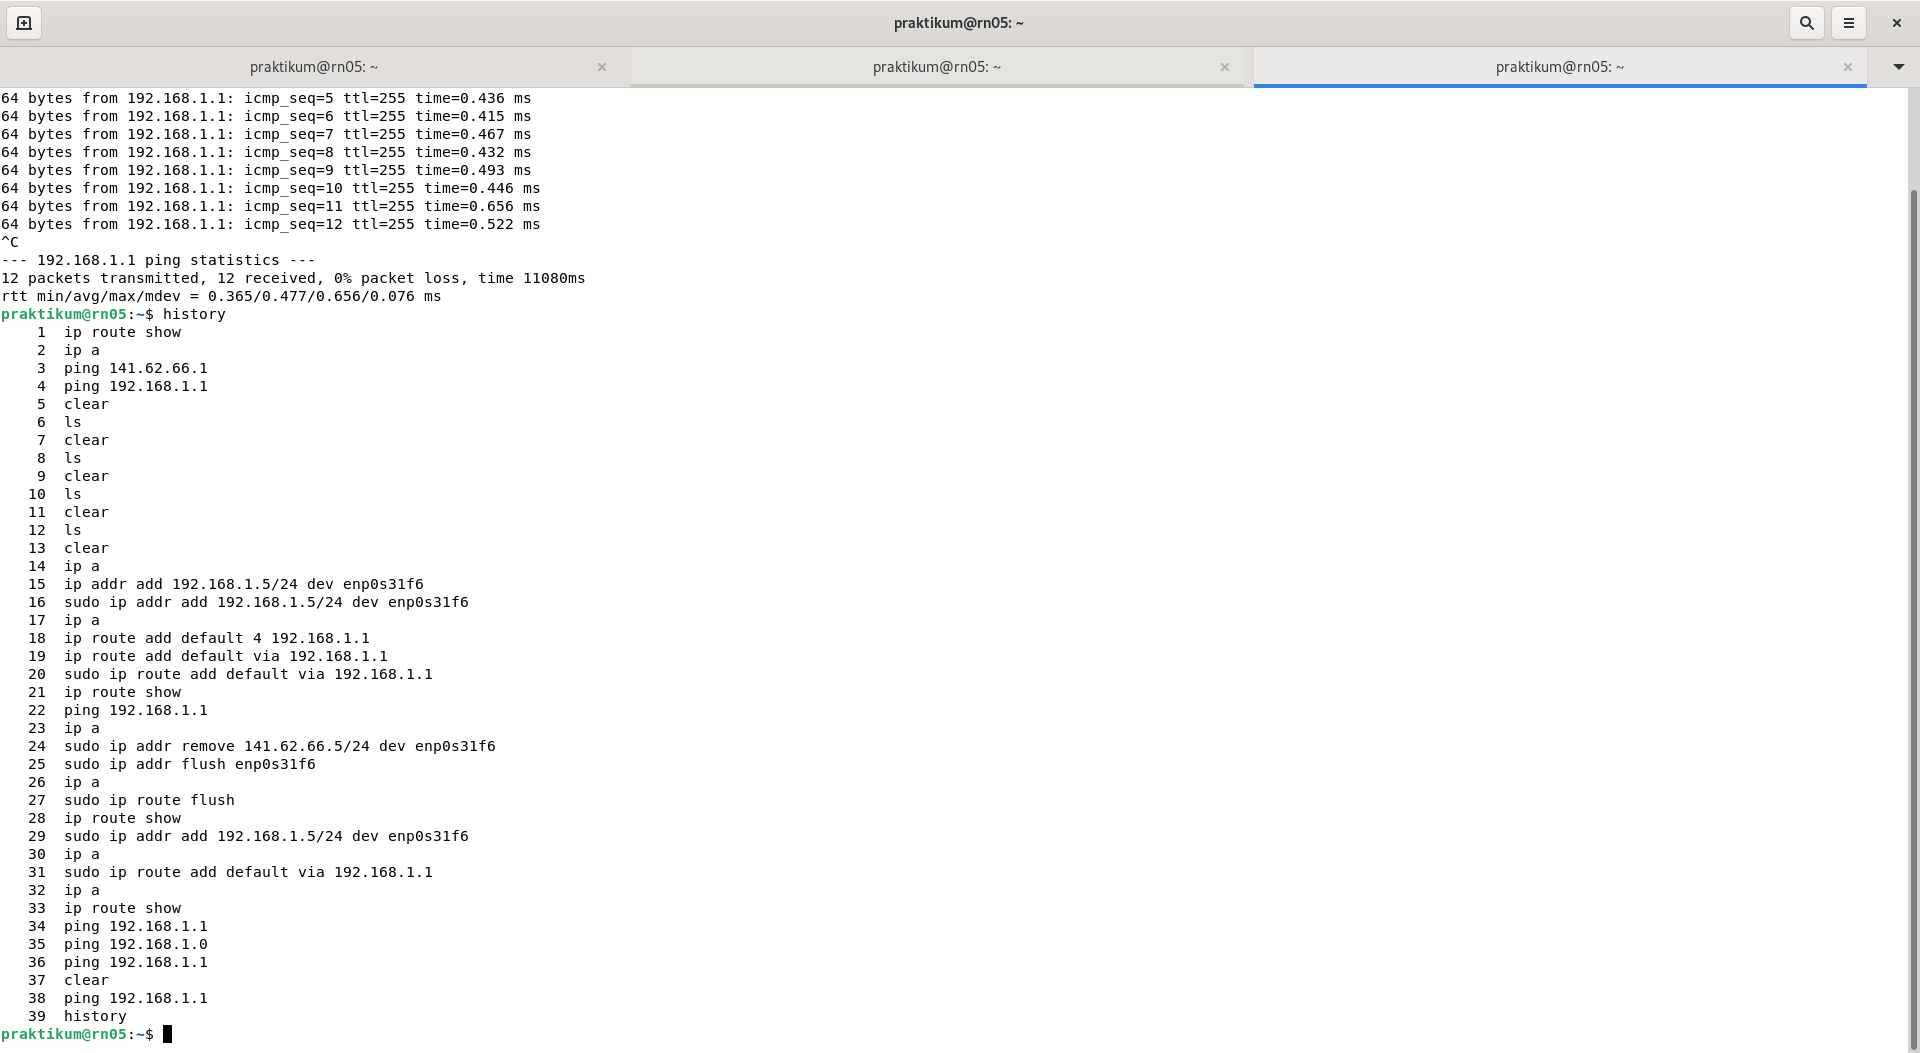 praktikum@rn05: ~
praktikum@rn05: ~
praktikum@rn05: ~
praktikum@rn05: ~
64 bytes from 192.168.1.1: icmp_seq=5 ttl=255 time=0.436 ms
64 bytes from 192.168.1.1: icmp_seq=6 ttl=255 time=0.415 ms
64 bytes from 192.168.1.1: icmp_seq=7 ttl=255 time=0.467 ms
64 bytes from 192.168.1.1: icmp_seq=8 ttl=255 time=0.432 ms
64 bytes from 192.168.1.1: icmp_seq=9 ttl=255 time=0.493 ms
64 bytes from 192.168.1.1: icmp_seq=10 ttl=255 time=0.446 ms
64 bytes from 192.168.1.1: icmp_seq=11 ttl=255 time=0.656 ms
64 bytes from 192.168.1.1: icmp_seq=12 ttl=255 time=0.522 ms
^C
--- 192.168.1.1 ping statistics ---
12 packets transmitted, 12 received, 0% packet loss, time 11080ms
rtt min/avg/max/mdev = 0.365/0.477/0.656/0.076 ms
praktikum@rn05:~$ history
    1  ip route show
    2  ip a
    3  ping 141.62.66.1
    4  ping 192.168.1.1
    5  clear
    6  ls
    7  clear
    8  ls
    9  clear
   10  ls
   11  clear
   12  ls
   13  clear
   14  ip a
   15  ip addr add 192.168.1.5/24 dev enp0s31f6
   16  sudo ip addr add 192.168.1.5/24 dev enp0s31f6
   17  ip a
   18  ip route add default 4 192.168.1.1
   19  ip route add default via 192.168.1.1
   20  sudo ip route add default via 192.168.1.1
   21  ip route show
   22  ping 192.168.1.1
   23  ip a
   24  sudo ip addr remove 141.62.66.5/24 dev enp0s31f6
   25  sudo ip addr flush enp0s31f6
   26  ip a
   27  sudo ip route flush
   28  ip route show
   29  sudo ip addr add 192.168.1.5/24 dev enp0s31f6
   30  ip a
   31  sudo ip route add default via 192.168.1.1
   32  ip a
   33  ip route show
   34  ping 192.168.1.1
   35  ping 192.168.1.0
   36  ping 192.168.1.1
   37  clear
   38  ping 192.168.1.1
   39  history
praktikum@rn05:~$